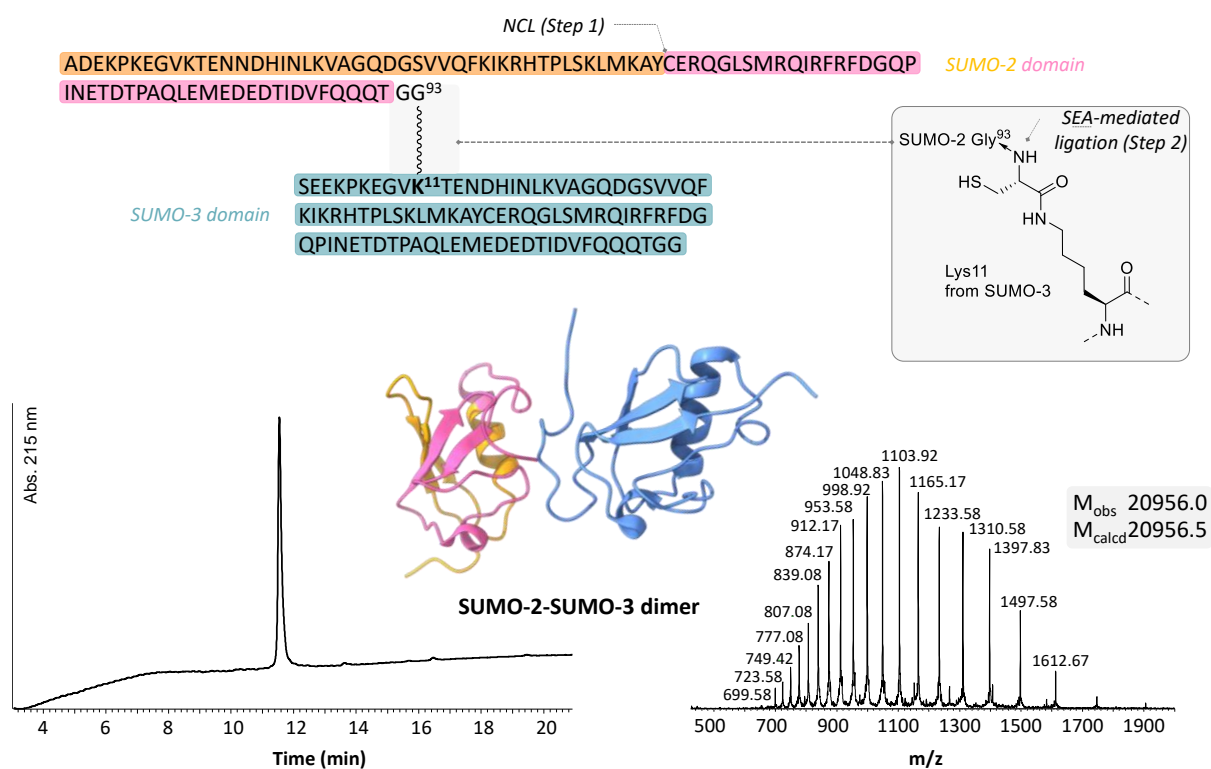 NCL (Step 1)
ADEKPKEGVKTENNDHINLKVAGQDGSVVQFKIKRHTPLSKLMKAYCERQGLSMRQIRFRFDGQP
SUMO-2 domain
INETDTPAQLEMEDEDTIDVFQQQTGG93
SEEKPKEGVK11TENDHINLKVAGQDGSVVQF
SUMO-3 domain
KIKRHTPLSKLMKAYCERQGLSMRQIRFRFDG
QPINETDTPAQLEMEDEDTIDVFQQQTGG
SEA-mediated
ligation (Step 2)
SUMO-2 Gly93
NH
HS
O
HN
Lys11
from SUMO-3
O
NH
Abs. 215 nm
4 6 8 10 12 14 16 18 20
Time (min)
SUMO-2-SUMO-3 dimer
1103.92
1048.83
1165.17
998.92
953.58
1233.58
912.17
1310.58
1397.83
874.17
839.08
1497.58
807.08
777.08
1612.67
749.42
723.58
699.58
Mobs 20956.0
Mcalcd 20956.5
500 700 900 1100 1300 1500 1700 1900
m/z